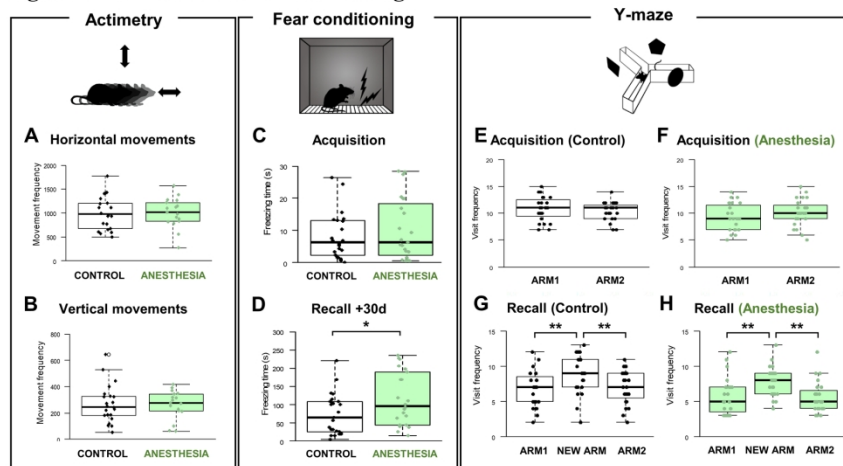 Actimetry
Fear conditioning
Y-maze
A Horizontal movements
Movement frequency
2000
1500
1000
500
0
CONTROL ANESTHESIA
B Vertical movements
Movement frequency
800
600
400
200
0
CONTROL ANESTHESIA
C Acquisition
Freezing time (s)
30
20
10
0
CONTROL ANESTHESIA
D Recall +30d
*
Freezing time (s)
300
250
200
150
100
50
0
CONTROL ANESTHESIA
E Acquisition (Control)
Visit frequency
20
15
10
5
0
ARM1 ARM2
F Acquisition (Anesthesia)
Visit frequency
20
15
10
5
0
ARM1 ARM2
G Recall (Control)
** **
Visit frequency
15
10
5
0
ARM1 NEW ARM ARM2
H Recall (Anesthesia)
** **
Visit frequency
15
10
5
0
ARM1 NEW ARM ARM2